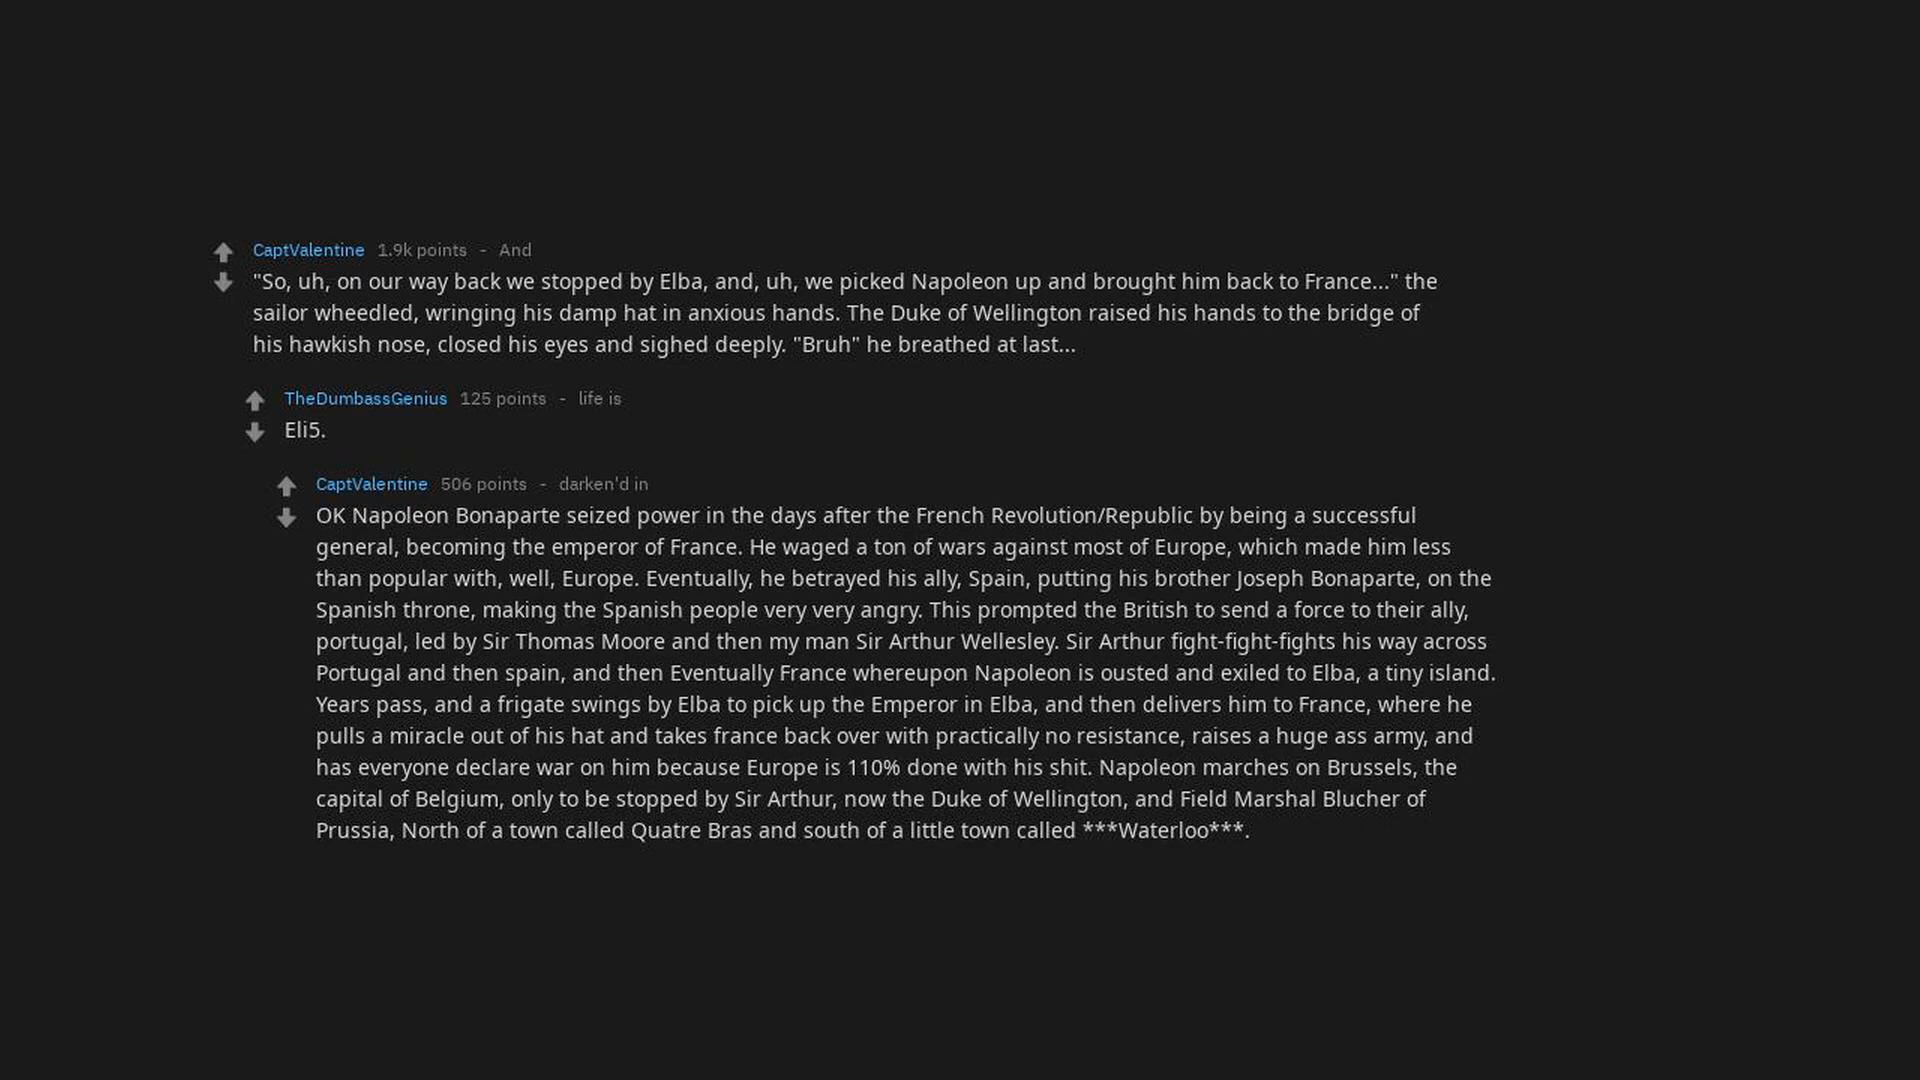 CaptValentine 1.9k points - And
"So, uh, on our way back we stopped by Elba, and, uh, we picked Napoleon up and brought him back to France..." the
sailor wheedled, wringing his damp hat in anxious hands. The Duke of Wellington raised his hands to the bridge of
his hawkish nose, closed his eyes and sighed deeply. "Bruh" he breathed at last...
TheDumbassGenius 125 points - life is
Eli5.
CaptValentine 506 points - darken'd in
OK Napoleon Bonaparte seized power in the days after the French Revolution/Republic by being a successful
general, becoming the emperor of France. He waged a ton of wars against most of Europe, which made him less
than popular with, well, Europe. Eventually, he betrayed his ally, Spain, putting his brother Joseph Bonaparte, on the
Spanish throne, making the Spanish people very very angry. This prompted the British to send a force to their ally,
portugal, led by Sir Thomas Moore and then my man Sir Arthur Wellesley. Sir Arthur fight-fight-fights his way across
Portugal and then spain, and then Eventually France whereupon Napoleon is ousted and exiled to Elba, a tiny island.
Years pass, and a frigate swings by Elba to pick up the Emperor in Elba, and then delivers him to France, where he
pulls a miracle out of his hat and takes france back over with practically no resistance, raises a huge ass army, and
has everyone declare war on him because Europe is 110% done with his shit. Napoleon marches on Brussels, the
capital of Belgium, only to be stopped by Sir Arthur, now the Duke of Wellington, and Field Marshal Blucher of
Prussia, North of a town called Quatre Bras and south of a little town called ***Waterloo***.